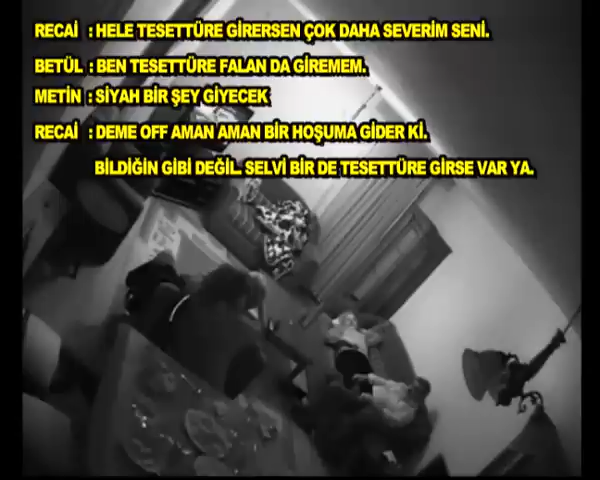 RECAİ : HELE TESETTÜRE GİRERSEN ÇOK DAHA SEVERİM SENİ.
BETÜL : BEN TESETTÜRE FALAN DA GİREMEM.
METİN : SİYAH BİR ŞEY GİYECEK
RECAİ : DEME OFF AMAN AMAN BİR HOŞUMA GİDER Kİ.
BİLDİĞİN GİBİ DEĞİL. SELVİ BİR DE TESETTÜRE GİRSE VAR YA.